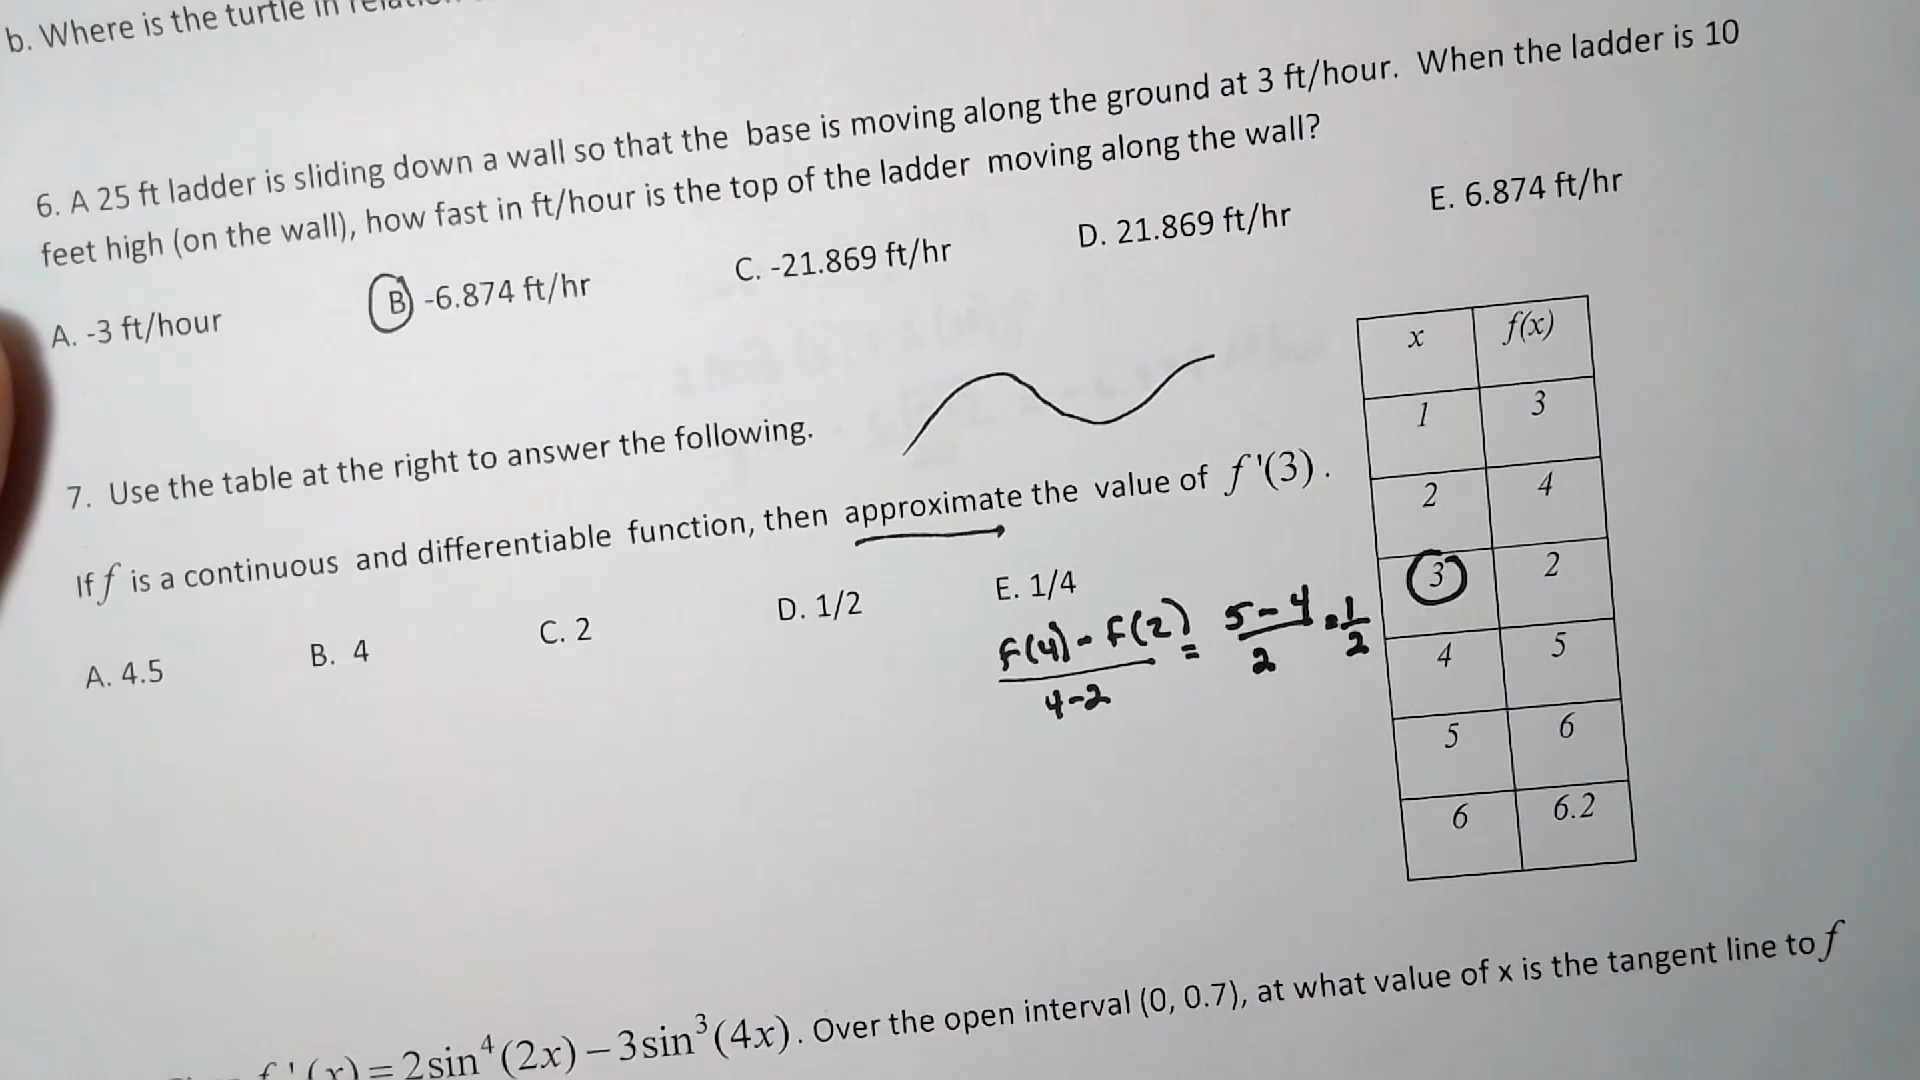 b. Where is the turtle in
6. A 25 ft ladder is sliding down a wall so that the base is moving along the ground at 3 ft/hour. When the ladder is 10
feet high (on the wall), how fast in ft/hour is the top of the ladder moving along the wall?
A. -3 ft/hour B -6.874 ft/hr C. -21.869 ft/hr D. 21.869 ft/hr E. 6.874 ft/hr
7. Use the table at the right to answer the following.
If f is a continuous and differentiable function, then approximate the value of f'(3).
A. 4.5 B. 4 C. 2 D. 1/2 E. 1/4
f(4) - f(2) = 5-4 = 1
4-2 2 2
x f(x)
1 3
2 4
3 2
4 5
5 6
6 6.2
f'(x) = 2sin⁴(2x) – 3sin³(4x). Over the open interval (0, 0.7), at what value of x is the tangent line to f